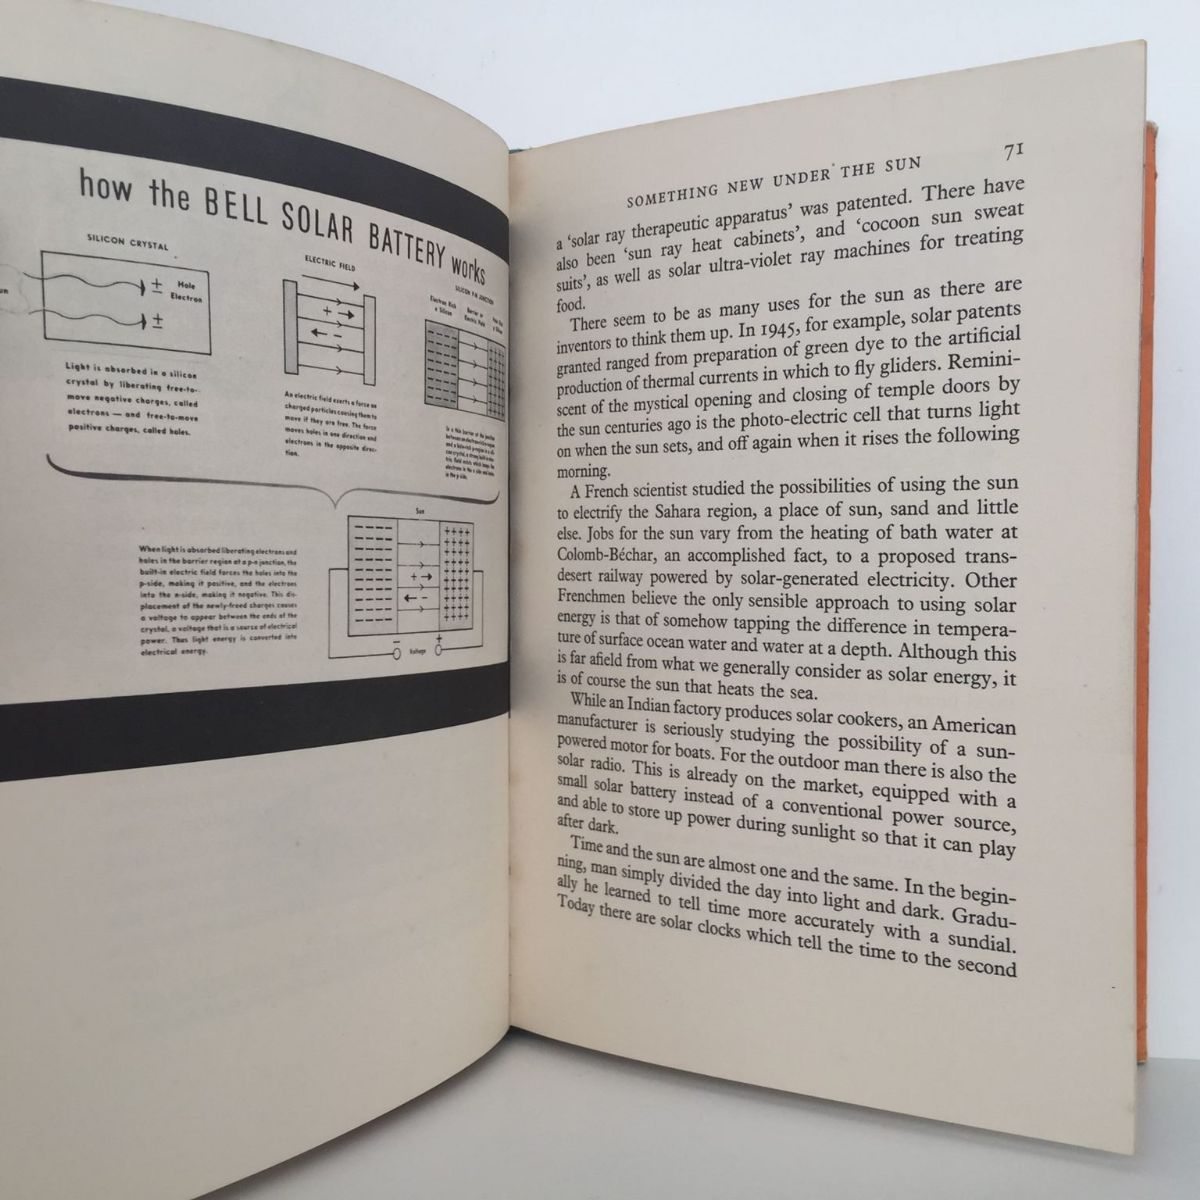 how the BELL SOLAR BATTERY works
SILICON CRYSTAL
Hole
Electron
Light is absorbed in a silicon
crystal by liberating free-to-
move negative charges, called
electrons — and free-to-move
positive charges, called holes.
ELECTRIC FIELD
An electric field exerts a force on
charged particles causing them to
move if they are free. The force
moves holes in one direction and
electrons in the opposite direc-
tion.
SILICON P-N JUNCTION
Electron Rich
n Silicon
Barrier or
Electric Field
In a thin barrier at the junction
Sun
When light is absorbed liberating electrons and
holes in the barrier region at a p-n junction, the
built-in electric field forces the holes into the
p-side, making it positive, and the electrons
into the n-side, making it negative. This dis-
placement of the newly-freed charges causes
a voltage to appear between the ends of the
crystal, a voltage that is a source of electrical
power. Thus light energy is converted into
electrical energy.
Voltage
SOMETHING NEW UNDER THE SUN 71
a ‘solar ray therapeutic apparatus’ was patented. There have
also been ‘sun ray heat cabinets’, and ‘cocoon sun sweat
suits’, as well as solar ultra-violet ray machines for treating
food.
There seem to be as many uses for the sun as there are
inventors to think them up. In 1945, for example, solar patents
granted ranged from preparation of green dye to the artificial
production of thermal currents in which to fly gliders. Remini-
scent of the mystical opening and closing of temple doors by
the sun centuries ago is the photo-electric cell that turns light
on when the sun sets, and off again when it rises the following
morning.
A French scientist studied the possibilities of using the sun
to electrify the Sahara region, a place of sun, sand and little
else. Jobs for the sun vary from the heating of bath water at
Colomb-Béchar, an accomplished fact, to a proposed trans-
desert railway powered by solar-generated electricity. Other
Frenchmen believe the only sensible approach to using solar
energy is that of somehow tapping the difference in tempera-
ture of surface ocean water and water at a depth. Although this
is far afield from what we generally consider as solar energy, it
is of course the sun that heats the sea.
While an Indian factory produces solar cookers, an American
manufacturer is seriously studying the possibility of a sun-
powered motor for boats. For the outdoor man there is also the
solar radio. This is already on the market, equipped with a
small solar battery instead of a conventional power source,
and able to store up power during sunlight so that it can play
after dark.
Time and the sun are almost one and the same. In the begin-
ning, man simply divided the day into light and dark. Gradu-
ally he learned to tell time more accurately with a sundial.
Today there are solar clocks which tell the time to the second